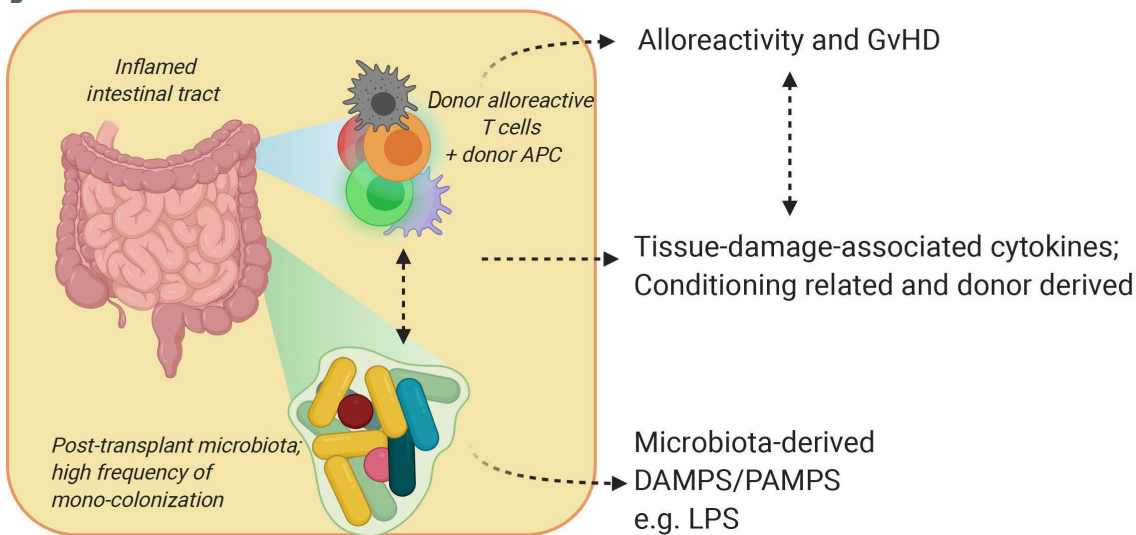 Inflamed
intestinal tract
Donor alloreactive
T cells
+ donor APC
Alloreactivity and GvHD
Tissue-damage-associated cytokines;
Conditioning related and donor derived
Post-transplant microbiota;
high frequency of
mono-colonization
Microbiota-derived
DAMPS/PAMPS
e.g. LPS